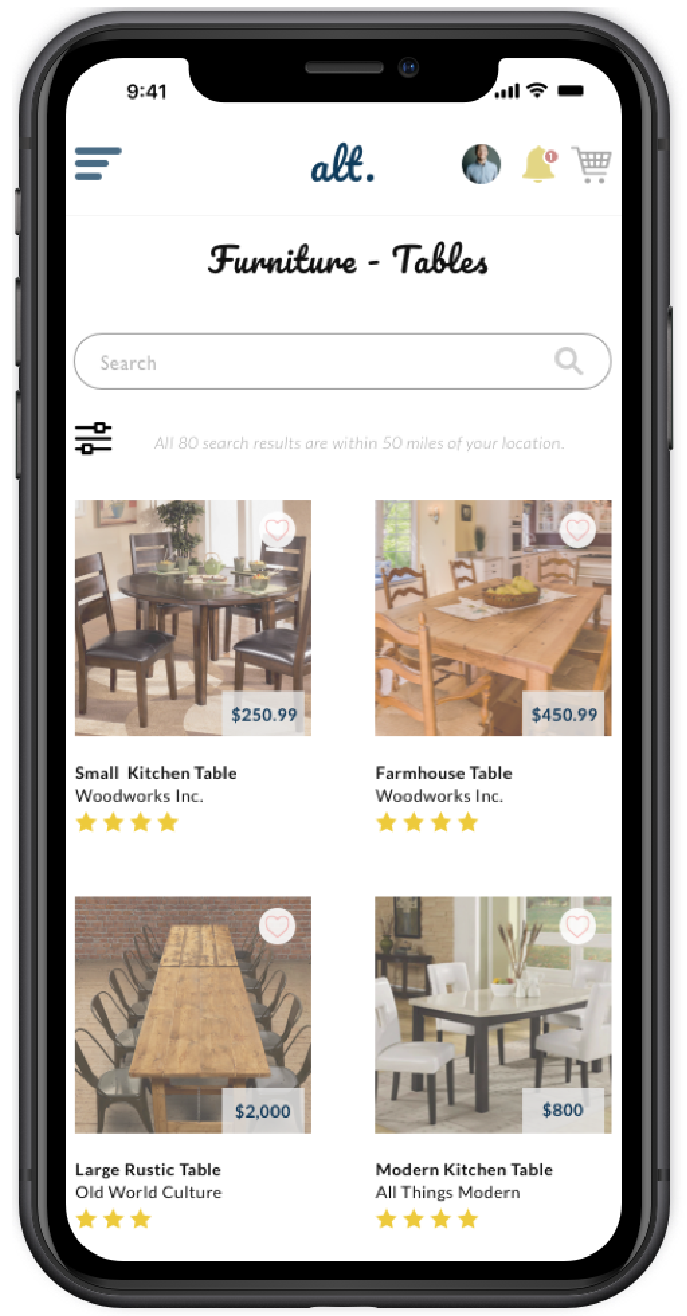 9:41
alt.
1
Furniture - Tables
Search
All 80 search results are within 50 miles of your location.
$250.99
$450.99
Small Kitchen Table
Farmhouse Table
Woodworks Inc.
Woodworks Inc.
$2,000
$800
Large Rustic Table
Modern Kitchen Table
Old World Culture
All Things Modern